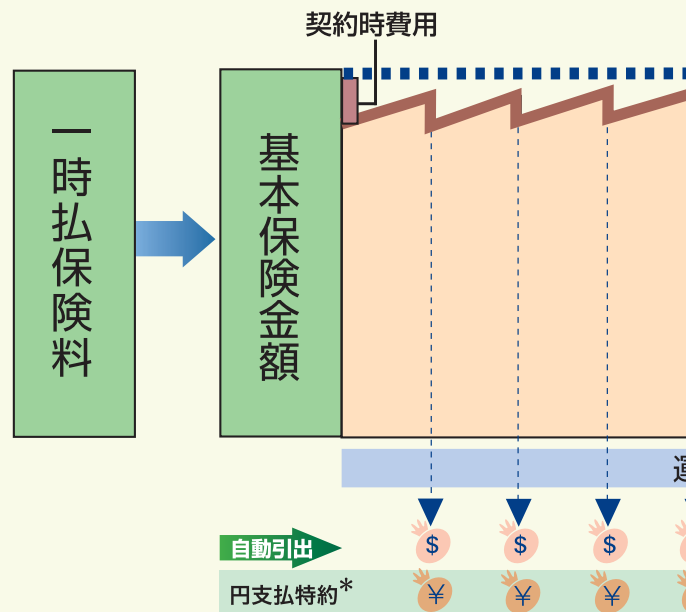 契約時費用
一時払保険料
基本保険金額
運
自動引出
$ $ $
円支払特約*
¥ ¥ ¥